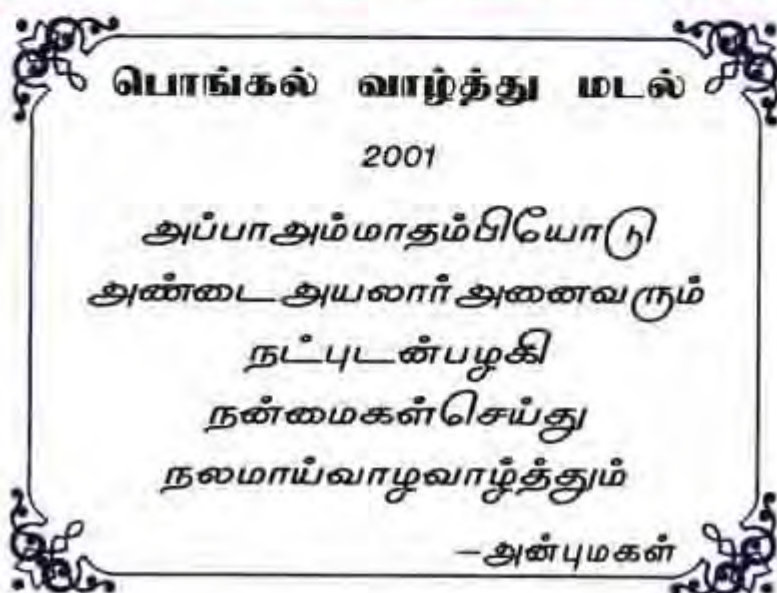 பொங்கல் வாழ்த்து மடல்
2001
அப்பாஅம்மாதம்பியோடு
அண்டை அயலார் அனைவரும்
நட்புடன்பழகி
நன்மைகள்செய்து
நலமாய்வாழவாழ்த்தும்
–அன்புமகள்